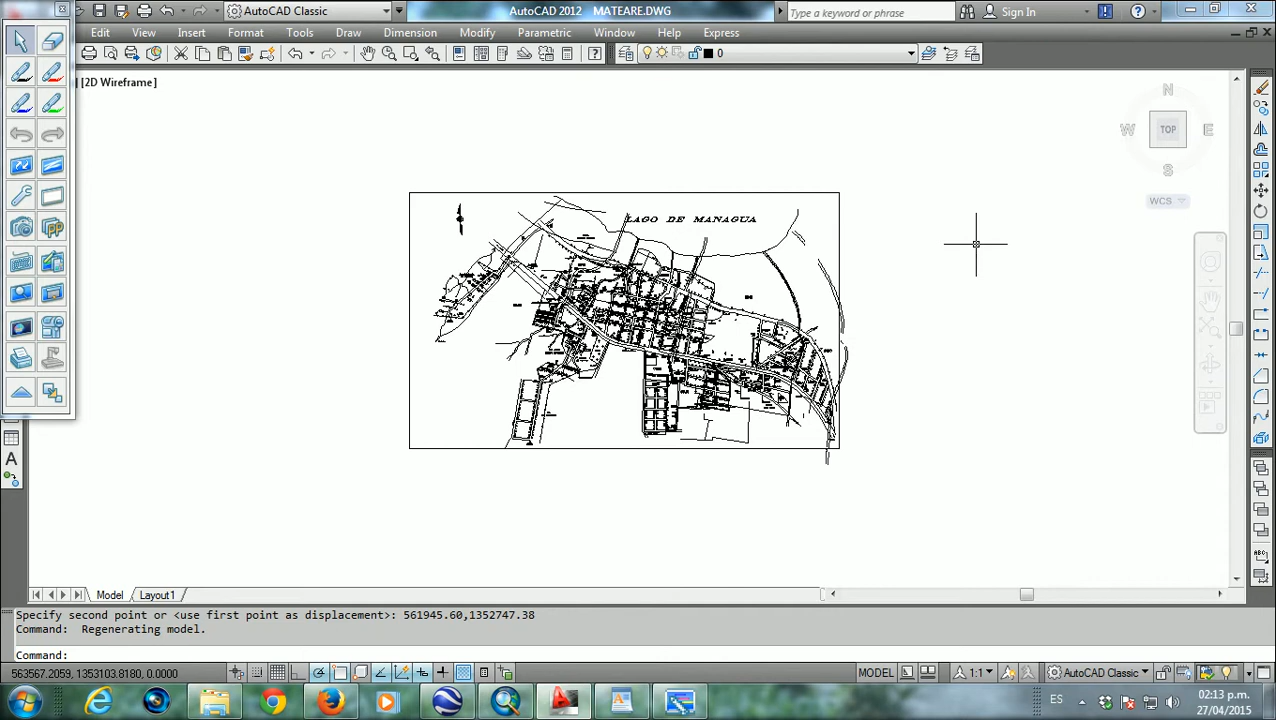 AutoCAD Classic
AutoCAD 2012 MATEARE.DWG
Type a keyword or phrase
Sign In
Edit View Insert Format Tools Draw Dimension Modify Parametric Window Help Express
0
[2D Wireframe]
N
W TOP E
S
WCS
LAGO DE MANAGUA
A
Model Layout1
Specify second point or <use first point as displacement>: 561945.60,1352747.38
Command: Regenerating model.
Command:
563567.2059, 1353103.8180, 0.0000
MODEL
1:1
AutoCAD Classic
ES
02:13 p.m.
27/04/2015